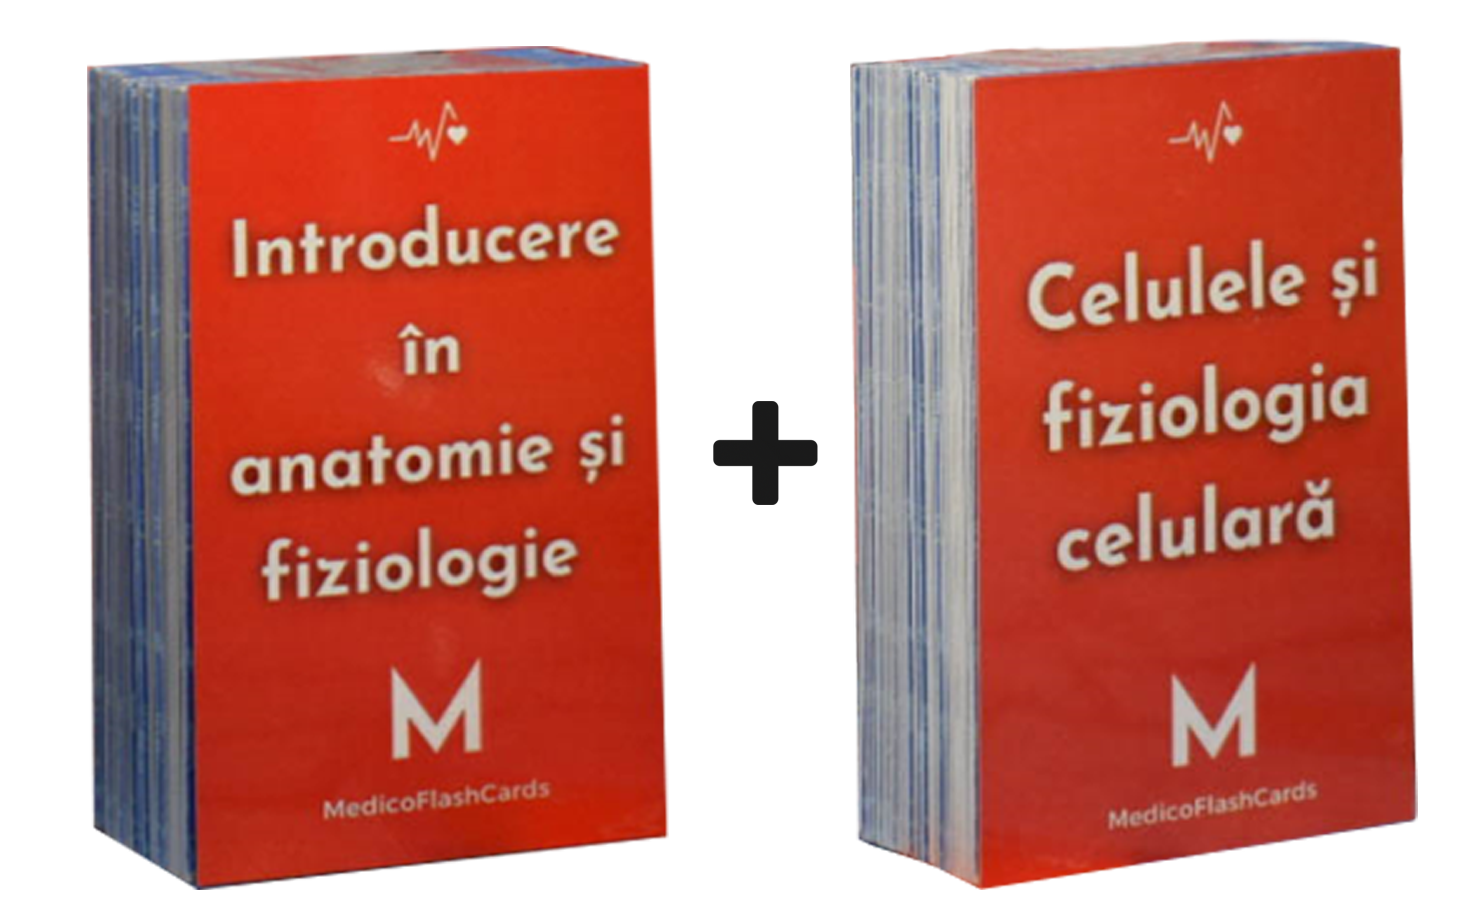 Introducere
în
anatomie și
fiziologie
M
MedicoFlashCards
+
Celulele și
fiziologia
celulară
M
MedicoFlashCards